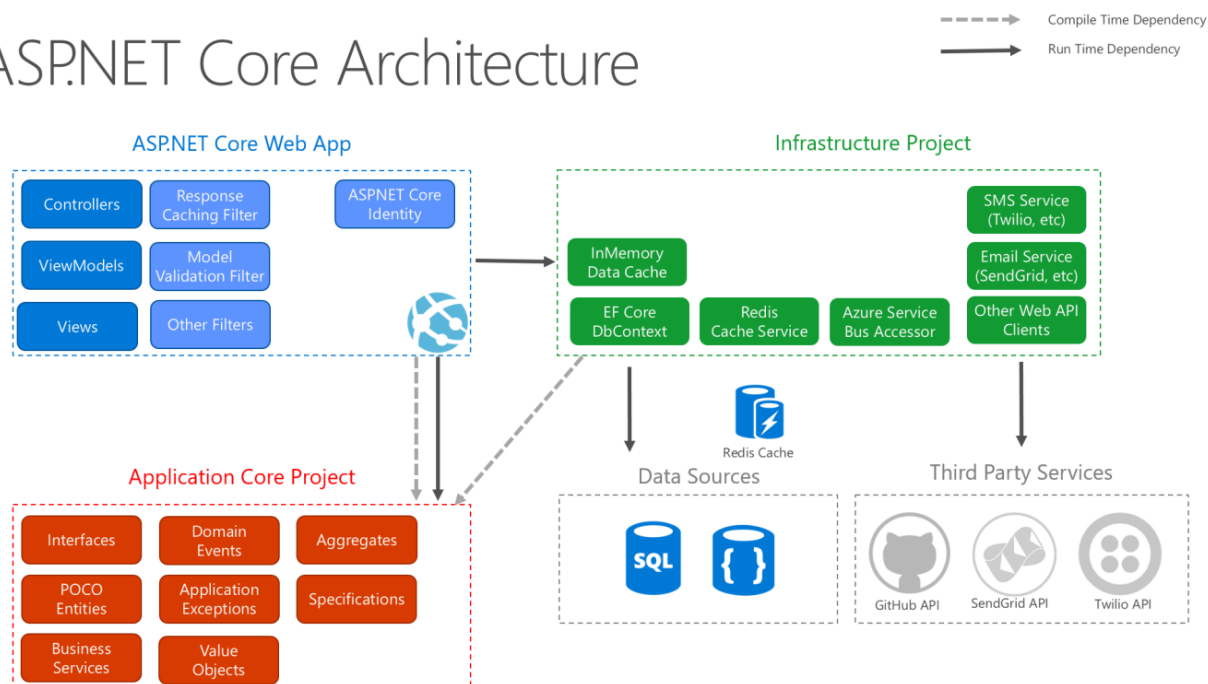 Compile Time Dependency
Run Time Dependency
ASP.NET Core Architecture
ASP.NET Core Web App
Controllers
Response
Caching Filter
ASP.NET Core
Identity
ViewModels
Model
Validation Filter
Views
Other Filters
Infrastructure Project
SMS Service
(Twilio, etc)
InMemory
Data Cache
Email Service
(SendGrid, etc)
EF Core
DbContext
Redis
Cache Service
Azure Service
Bus Accessor
Other Web API
Clients
Redis Cache
Application Core Project
Interfaces
Domain
Events
Aggregates
POCO
Entities
Application
Exceptions
Specifications
Business
Services
Value
Objects
Data Sources
SQL
{ }
Third Party Services
GitHub API
SendGrid API
Twilio API